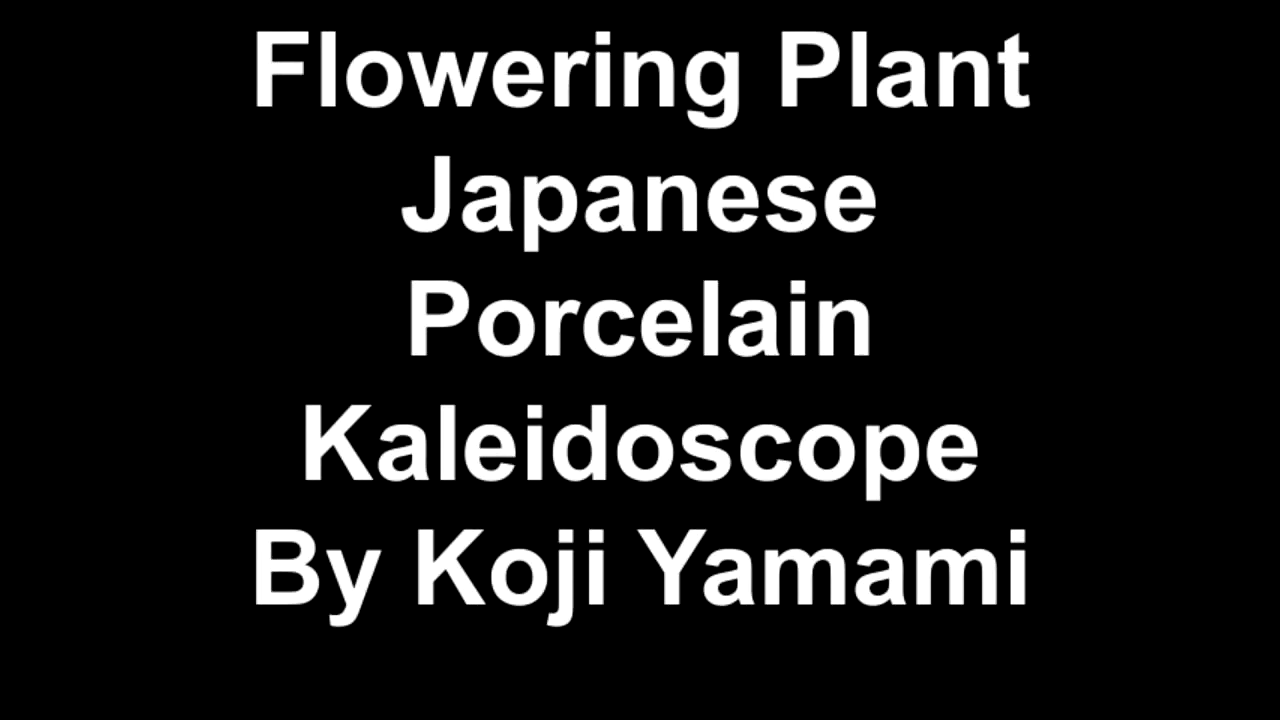 Flowering Plant
Japanese
Porcelain
Kaleidoscope
By Koji Yamami